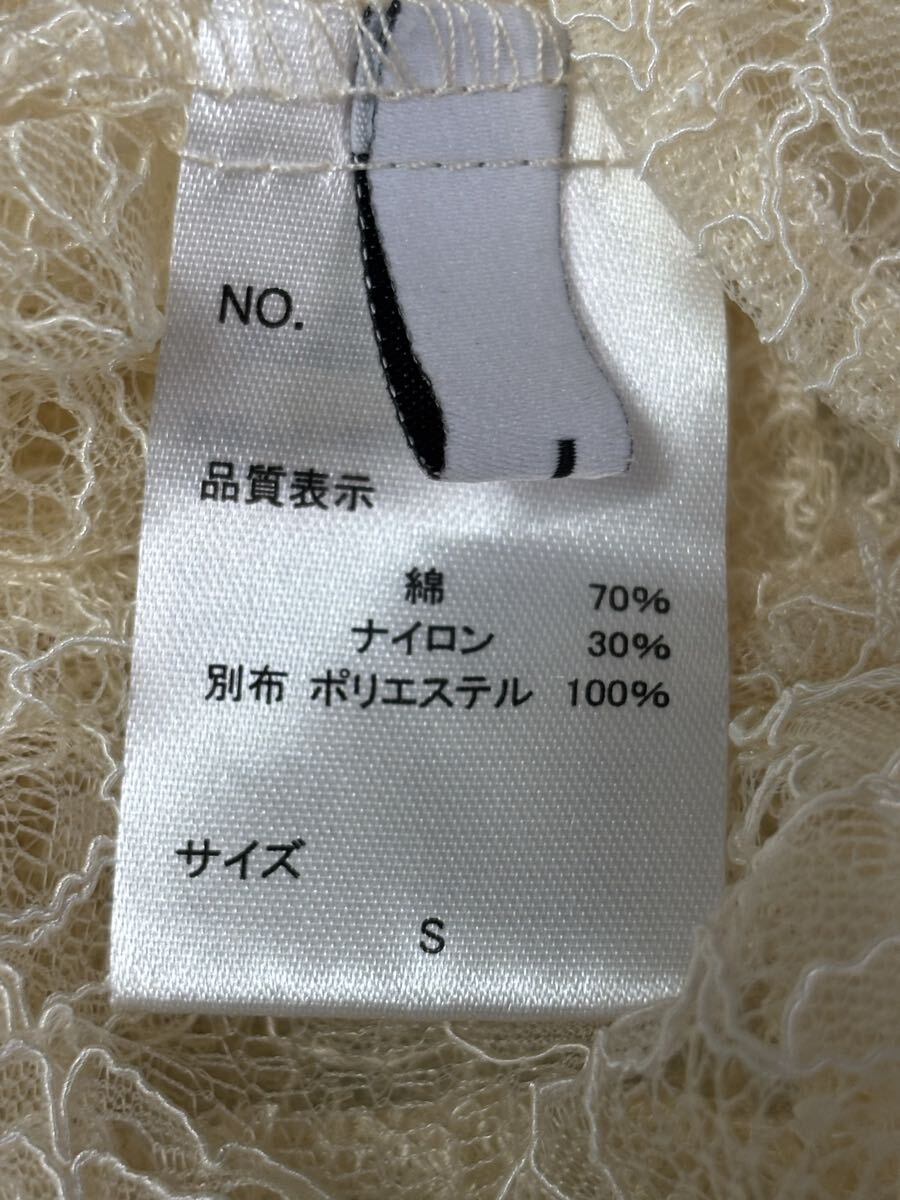 NO.
品質表示
綿 70%
ナイロン 30%
別布 ポリエステル 100%
サイズ
S